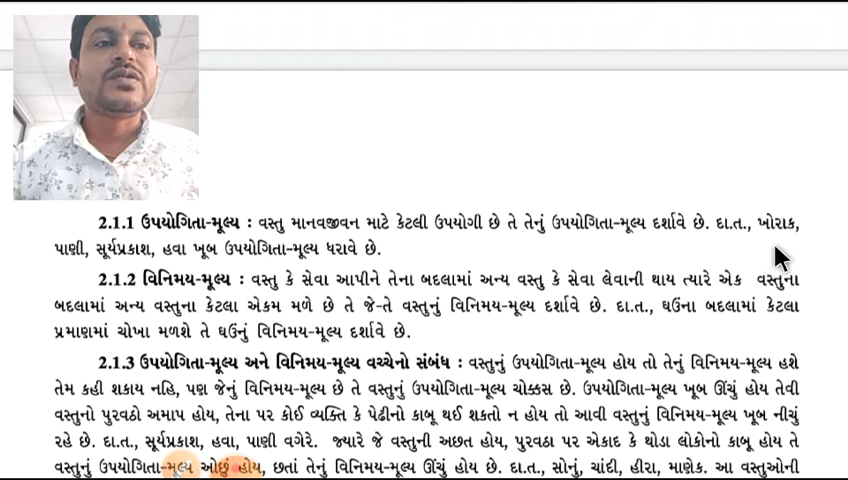 2.1.1 ઉપયોગિતા-મૂલ્ય : વસ્તુ માનવજીવન માટે કેટલી ઉપયોગી છે તે તેનું ઉપયોગિતા-મૂલ્ય દર્શાવે છે. દા.ત., ખોરાક,
પાણી, સૂર્યપ્રકાશ, હવા ખૂબ ઉપયોગિતા-મૂલ્ય ધરાવે છે.
2.1.2 વિનિમય-મૂલ્ય : વસ્તુ કે સેવા આપીને તેના બદલામાં અન્ય વસ્તુ કે સેવા લેવાની થાય ત્યારે એક વસ્તુના
બદલામાં અન્ય વસ્તુના કેટલા એકમ મળે છે તે જે-તે વસ્તુનું વિનિમય-મૂલ્ય દર્શાવે છે. દા.ત., ઘઉંના બદલામાં કેટલા
પ્રમાણમાં ચોખા મળશે તે ઘઉંનું વિનિમય-મૂલ્ય દર્શાવે છે.
2.1.3 ઉપયોગિતા-મૂલ્ય અને વિનિમય-મૂલ્ય વચ્ચેનો સંબંધ : વસ્તુનું ઉપયોગિતા-મૂલ્ય હોય તો તેનું વિનિમય-મૂલ્ય હશે
તેમ કહી શકાય નહિ, પણ જેનું વિનિમય-મૂલ્ય છે તે વસ્તુનું ઉપયોગિતા-મૂલ્ય ચોક્કસ છે. ઉપયોગિતા-મૂલ્ય ખૂબ ઊંચું હોય તેવી
વસ્તુનો પુરવઠો અમાપ હોય, તેના પર કોઈ વ્યક્તિ કે પેઢીનો કાબૂ થઈ શકતો ન હોય તો આવી વસ્તુનું વિનિમય-મૂલ્ય ખૂબ નીચું
રહે છે. દા.ત., સૂર્યપ્રકાશ, હવા, પાણી વગેરે. જ્યારે જે વસ્તુની અછત હોય, પુરવઠા પર એકાદ કે થોડા લોકોનો કાબૂ હોય તે
વસ્તુનું ઉપયોગિતા-મૂલ્ય ઓછું હોય, છતાં તેનું વિનિમય-મૂલ્ય ઊંચું હોય છે. દા.ત., સોનું, ચાંદી, હીરા, માણેક. આ વસ્તુઓની